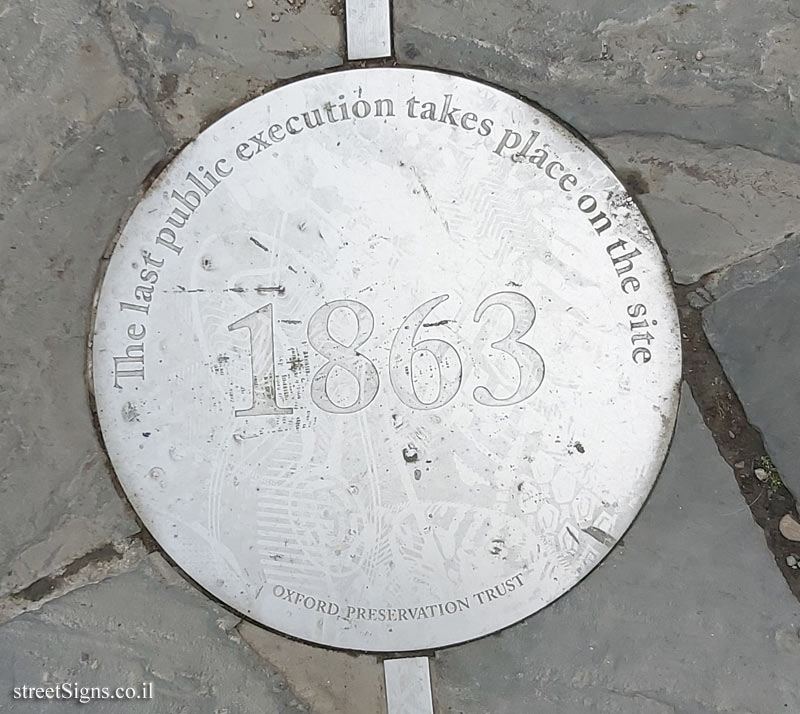 The last public execution takes place on the site
1863
OXFORD PRESERVATION TRUST
streetSigns.co.il